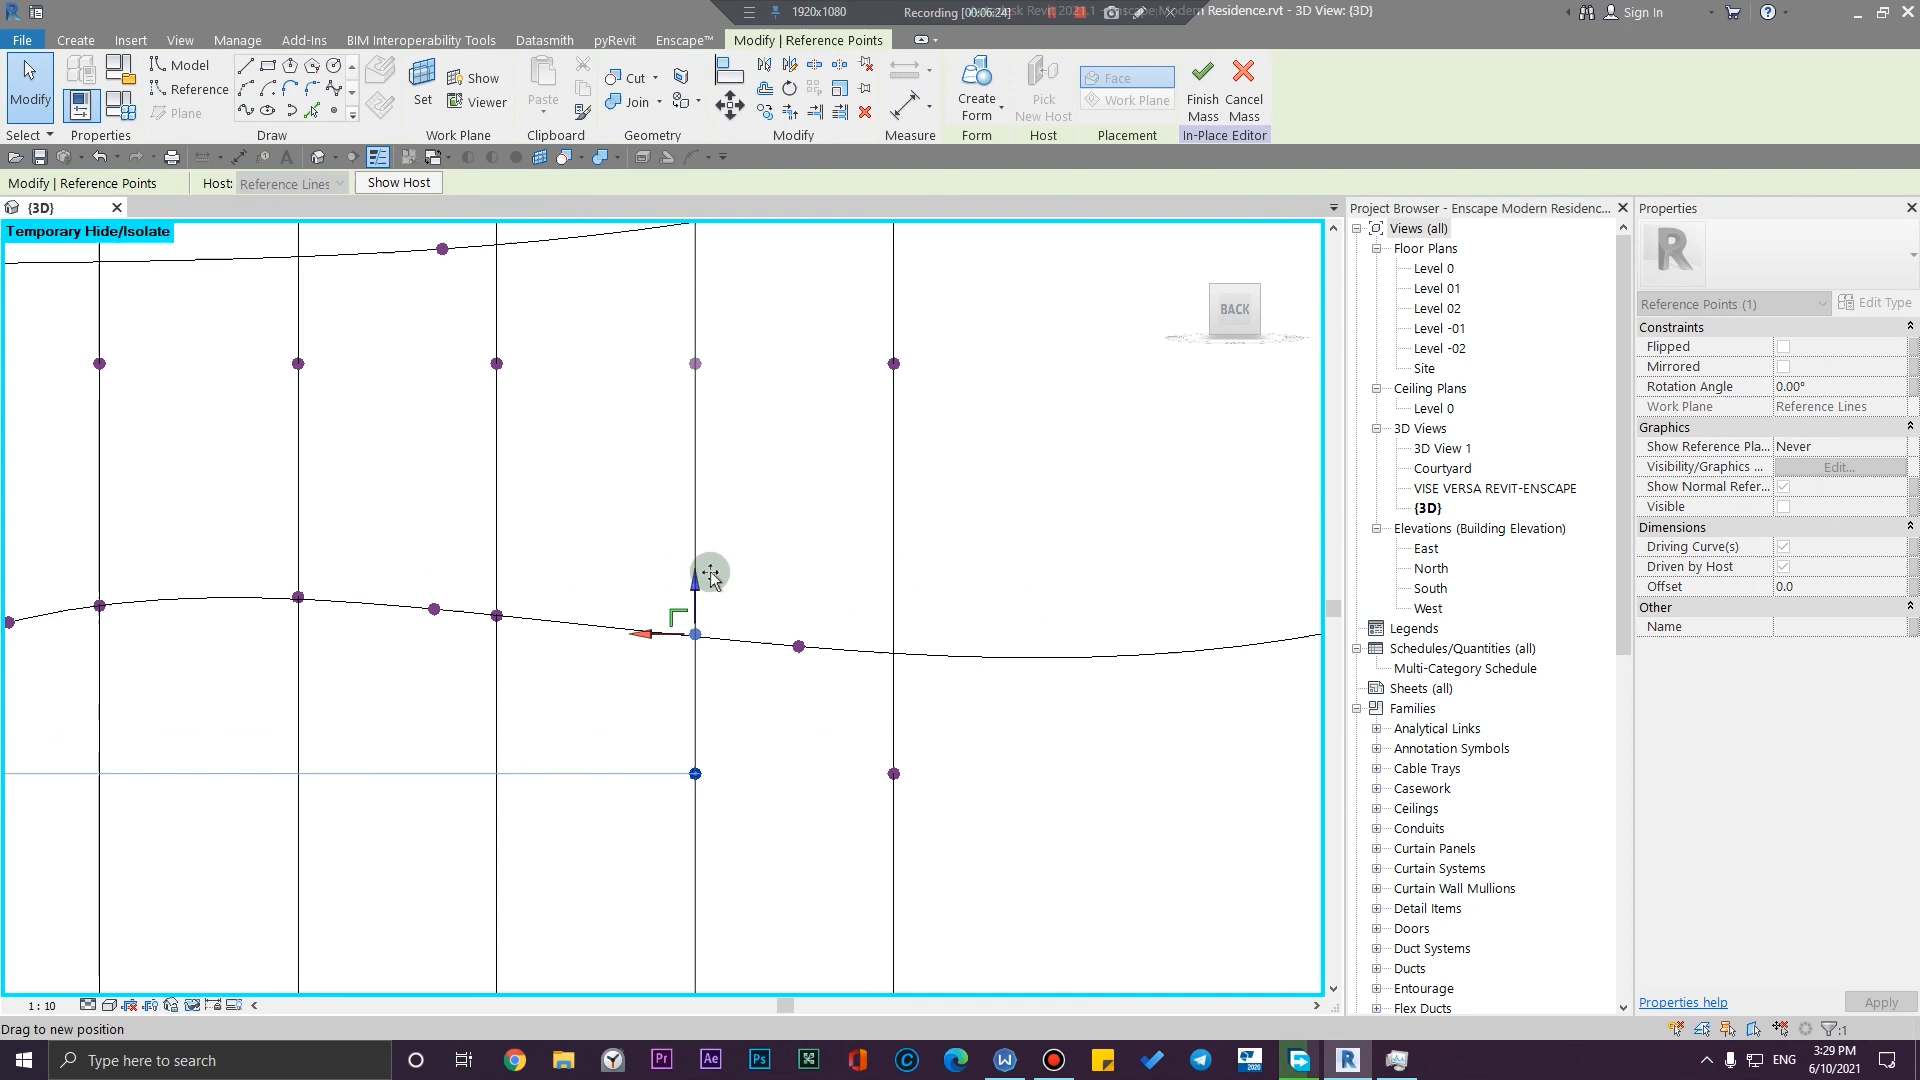 1920x1080
Recording [00:06:24]
Modern Residence.rvt - 3D View: {3D}
Sign In
File
Create
Insert
View
Manage
Add-Ins
BIM Interoperability Tools
Datasmith
pyRevit
Enscape™
Modify | Reference Points
Modify
Model
Reference
Plane
Set
Show
Viewer
Paste
Cut
Join
Create
Form
Pick
New Host
Face
Work Plane
Finish
Mass
Cancel
Mass
Select
Properties
Draw
Work Plane
Clipboard
Geometry
Modify
Measure
Form
Host
Placement
In-Place Editor
Modify | Reference Points
Host:
Reference Lines
Show Host
{3D}
Temporary Hide/Isolate
BACK
Project Browser - Enscape Modern Residenc...
Views (all)
Floor Plans
Level 0
Level 01
Level 02
Level -01
Level -02
Site
Ceiling Plans
Level 0
3D Views
3D View 1
Courtyard
VISE VERSA REVIT-ENSCAPE
{3D}
Elevations (Building Elevation)
East
North
South
West
Legends
Schedules/Quantities (all)
Multi-Category Schedule
Sheets (all)
Families
Analytical Links
Annotation Symbols
Cable Trays
Casework
Ceilings
Conduits
Curtain Panels
Curtain Systems
Curtain Wall Mullions
Detail Items
Doors
Duct Systems
Ducts
Entourage
Flex Ducts
Properties
Reference Points (1)
Edit Type
Constraints
Flipped
Mirrored
Rotation Angle 0.00°
Work Plane Reference Lines
Graphics
Show Reference Pla... Never
Visibility/Graphics ... Edit...
Show Normal Refer...
Visible
Dimensions
Driving Curve(s)
Driven by Host
Offset 0.0
Other
Name
Properties help
Apply
1 : 10
Drag to new position
:1
Type here to search
ENG
3:29 PM
6/10/2021